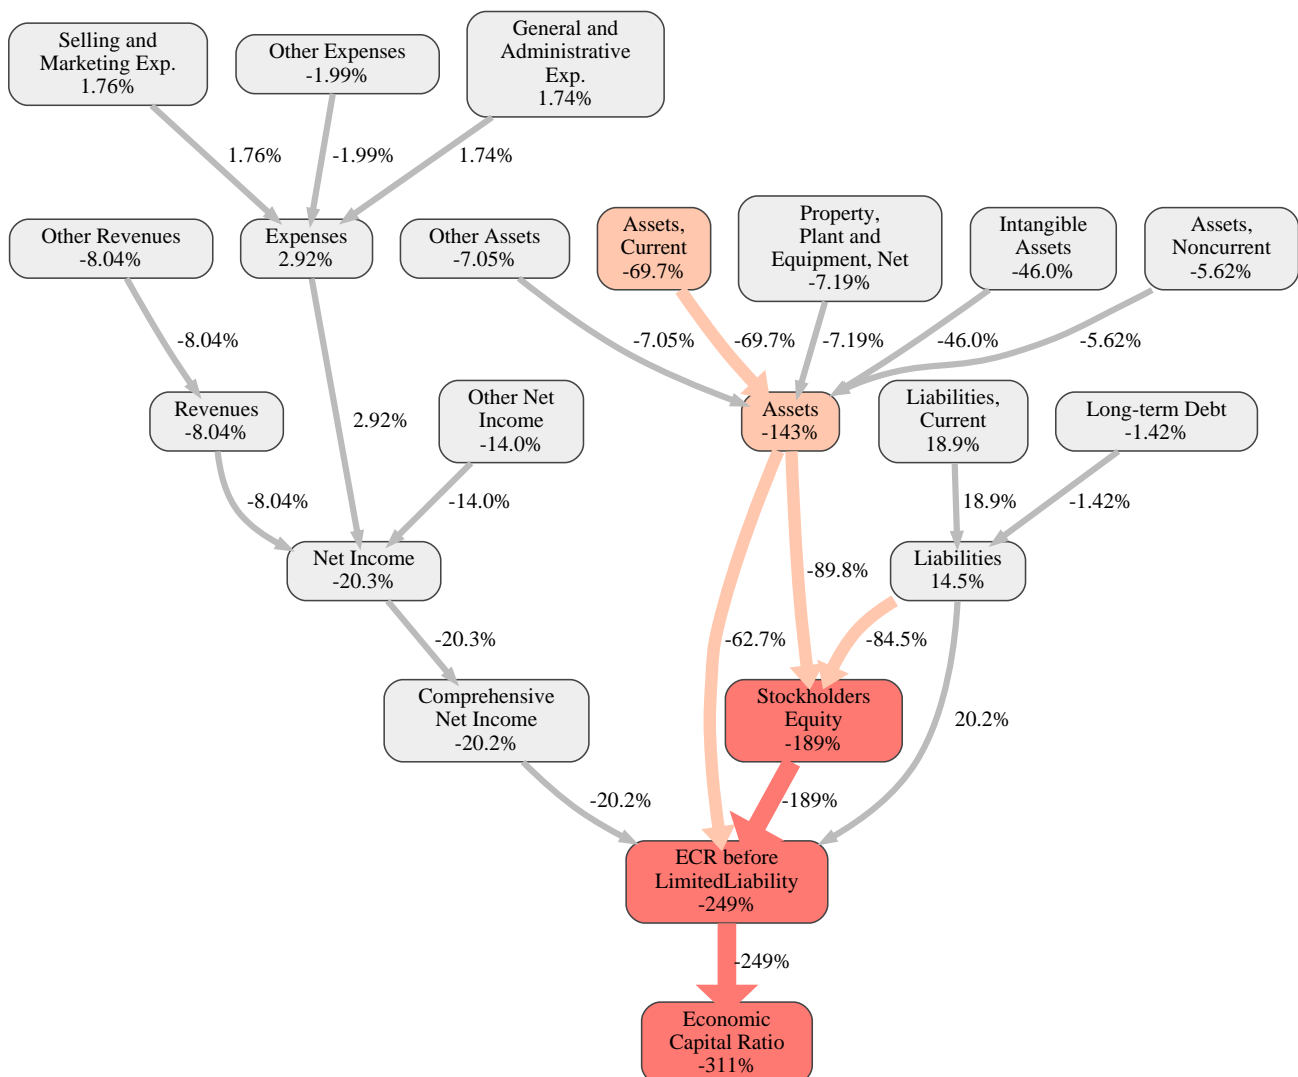 Selling and
Marketing Exp.
1.76%
Other Expenses
-1.99%
General and
Administrative
Exp.
1.74%
1.76%
-1.99%
1.74%
Other Revenues
-8.04%
Expenses
2.92%
Other Assets
-7.05%
Assets,
Current
-69.7%
Property,
Plant and
Equipment, Net
-7.19%
Intangible
Assets
-46.0%
Assets,
Noncurrent
-5.62%
-8.04%
-7.05%
-69.7%
-7.19%
-46.0%
-5.62%
Revenues
-8.04%
2.92%
Other Net
Income
-14.0%
Assets
-143%
Liabilities,
Current
18.9%
Long-term Debt
-1.42%
-8.04%
-14.0%
18.9%
-1.42%
Net Income
-20.3%
-89.8%
Liabilities
14.5%
-20.3%
-62.7%
-84.5%
Comprehensive
Net Income
-20.2%
Stockholders
Equity
-189%
20.2%
-20.2%
-189%
ECR before
LimitedLiability
-249%
-249%
Economic
Capital Ratio
-311%